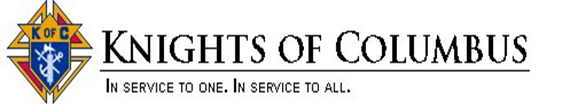 K OF C
KNIGHTS OF COLUMBUS
IN SERVICE TO ONE. IN SERVICE TO ALL.